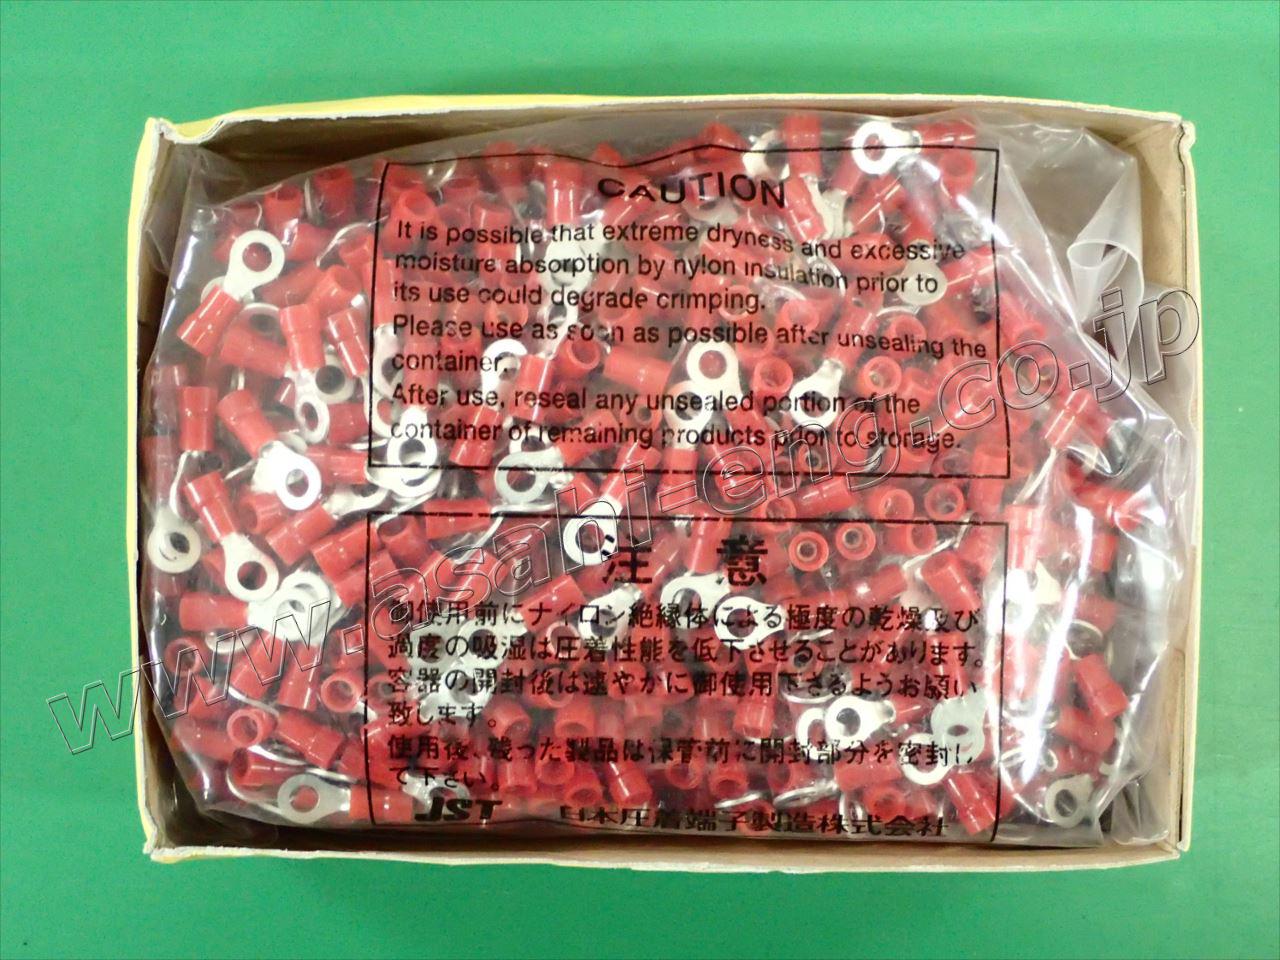 CAUTION
It is possible that extreme dryness and excessive
moisture absorption by nylon insulation prior to
its use could degrade crimping.
Please use as soon as possible after unsealing the
container.
After use, reseal any unsealed portion of the
container of remaining products prior to storage.
注意
御使用前にナイロン絶縁体による極度の乾燥及び
過度の吸湿は圧着性能を低下させることがあります。
容器の開封後は速やかに御使用下さるようお願い
致します。
使用後、残った製品は保管前に開封部分を密封し
て下さい。
JST 日本圧着端子製造株式会社
www.asahi-eng.co.jp